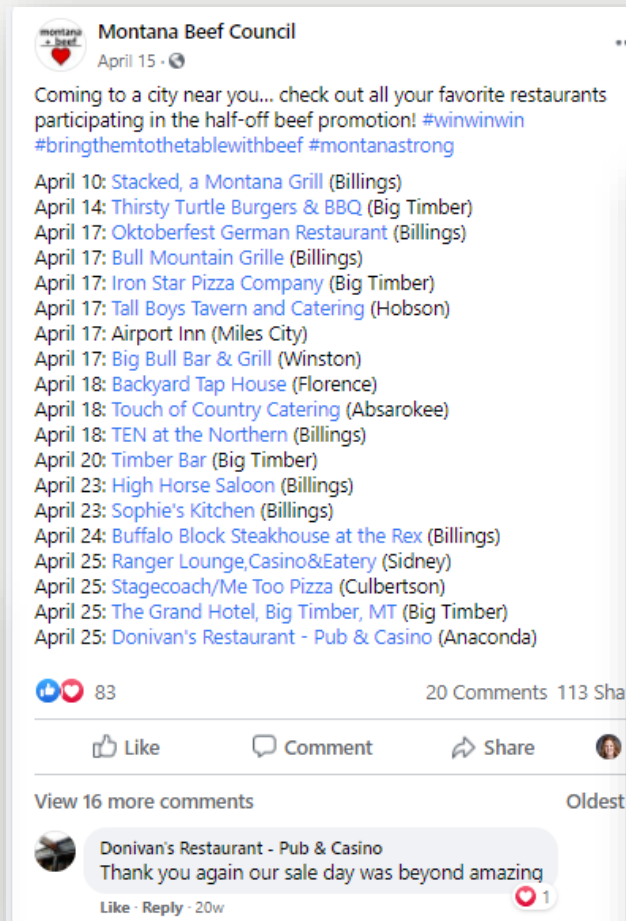 montana
+ beef
Montana Beef Council
April 15 ·
Coming to a city near you... check out all your favorite restaurants
participating in the half-off beef promotion! #winwinwin
#bringthemtothetablewithbeef #montanastrong
April 10: Stacked, a Montana Grill (Billings)
April 14: Thirsty Turtle Burgers & BBQ (Big Timber)
April 17: Oktoberfest German Restaurant (Billings)
April 17: Bull Mountain Grille (Billings)
April 17: Iron Star Pizza Company (Big Timber)
April 17: Tall Boys Tavern and Catering (Hobson)
April 17: Airport Inn (Miles City)
April 17: Big Bull Bar & Grill (Winston)
April 18: Backyard Tap House (Florence)
April 18: Touch of Country Catering (Absarokee)
April 18: TEN at the Northern (Billings)
April 20: Timber Bar (Big Timber)
April 23: High Horse Saloon (Billings)
April 23: Sophie's Kitchen (Billings)
April 24: Buffalo Block Steakhouse at the Rex (Billings)
April 25: Ranger Lounge,Casino&Eatery (Sidney)
April 25: Stagecoach/Me Too Pizza (Culbertson)
April 25: The Grand Hotel, Big Timber, MT (Big Timber)
April 25: Donivan's Restaurant - Pub & Casino (Anaconda)
83 20 Comments 113 Sha
Like Comment Share
View 16 more comments Oldest
Donivan's Restaurant - Pub & Casino
Thank you again our sale day was beyond amazing
1
Like · Reply · 20w